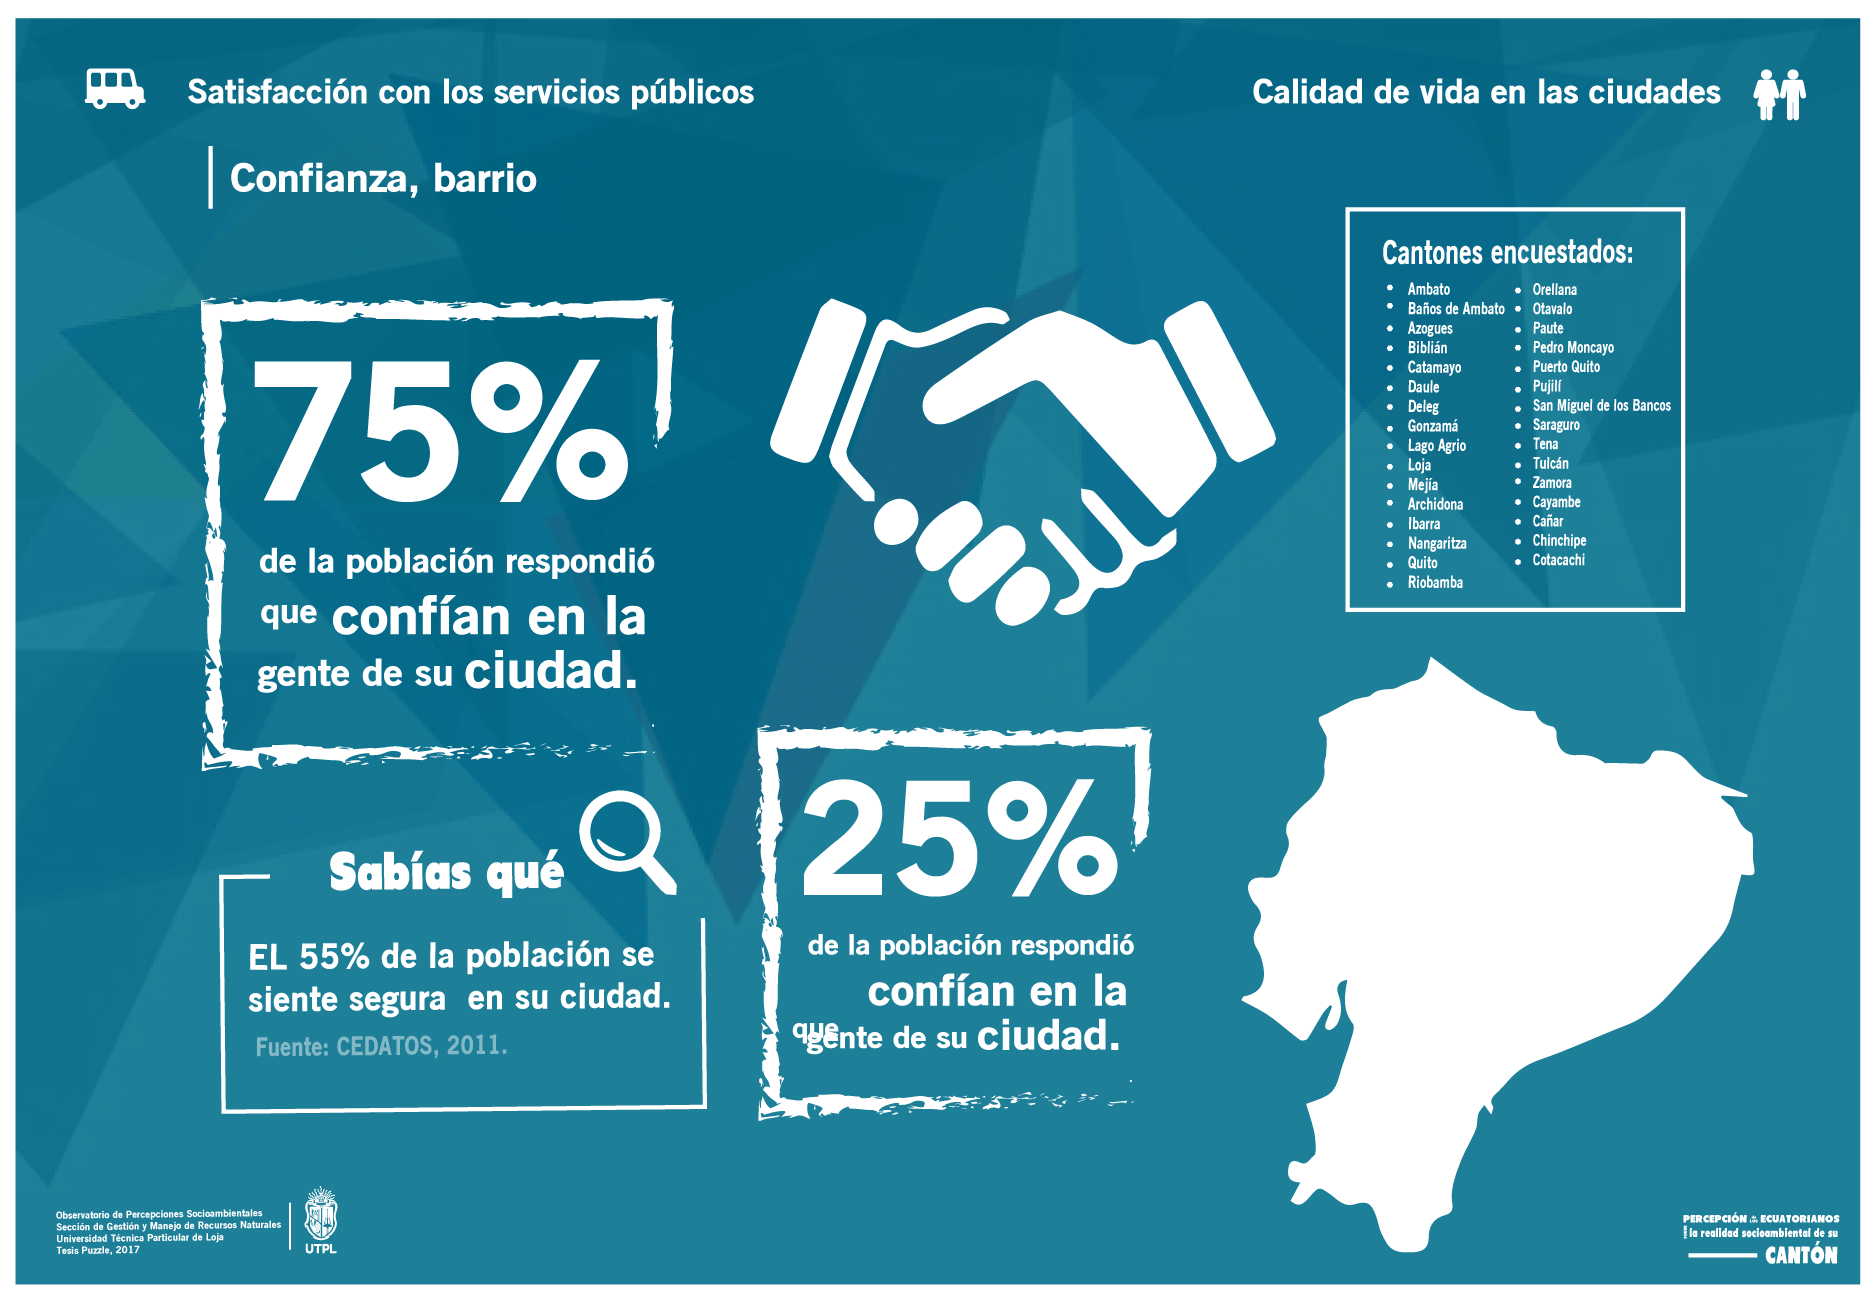 Satisfacción con los servicios públicos
Calidad de vida en las ciudades
Confianza, barrio
75%
de la población respondió
que confían en la
gente de su ciudad.
Cantones encuestados:
Ambato
Baños de Ambato
Azogues
Biblián
Catamayo
Daule
Deleg
Gonzamá
Lago Agrio
Loja
Mejía
Archidona
Ibarra
Nangaritza
Quito
Riobamba
Orellana
Otavalo
Paute
Pedro Moncayo
Puerto Quito
Pujilí
San Miguel de los Bancos
Saraguro
Tena
Tulcán
Zamora
Cayambe
Cañar
Chinchipe
Cotacachi
25%
de la población respondió
confían en la
que
gente de su ciudad.
Sabías qué
EL 55% de la población se
siente segura en su ciudad.
Fuente: CEDATOS, 2011.
Observatorio de Percepciones Socioambientales
Sección de Gestión y Manejo de Recursos Naturales
Universidad Técnica Particular de Loja
Tesis Puzzle, 2017
UTPL
PERCEPCIÓN ECUATORIANOS
la realidad socioambiental de su
CANTÓN